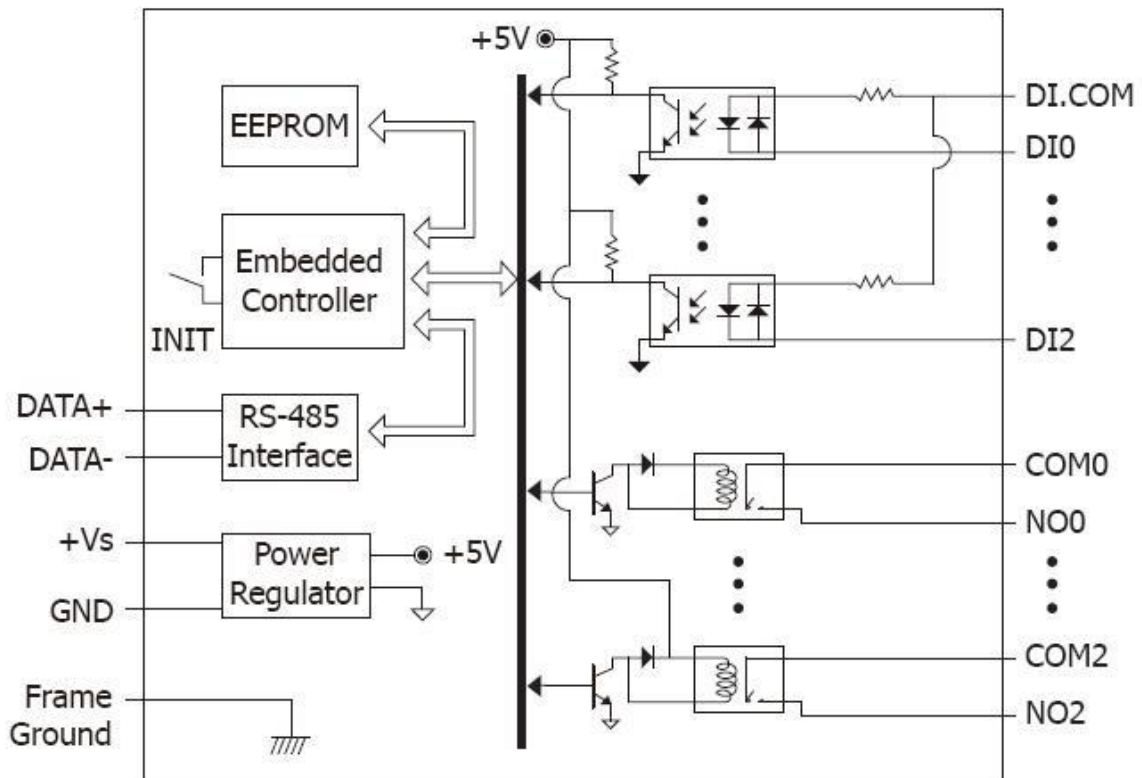 +5V
DI.COM
EEPROM
DI0
Embedded
Controller
INIT
DI2
DATA+
RS-485
DATA-
Interface
COM0
NO0
+Vs
Power
+5V
Regulator
GND
COM2
Frame
NO2
Ground